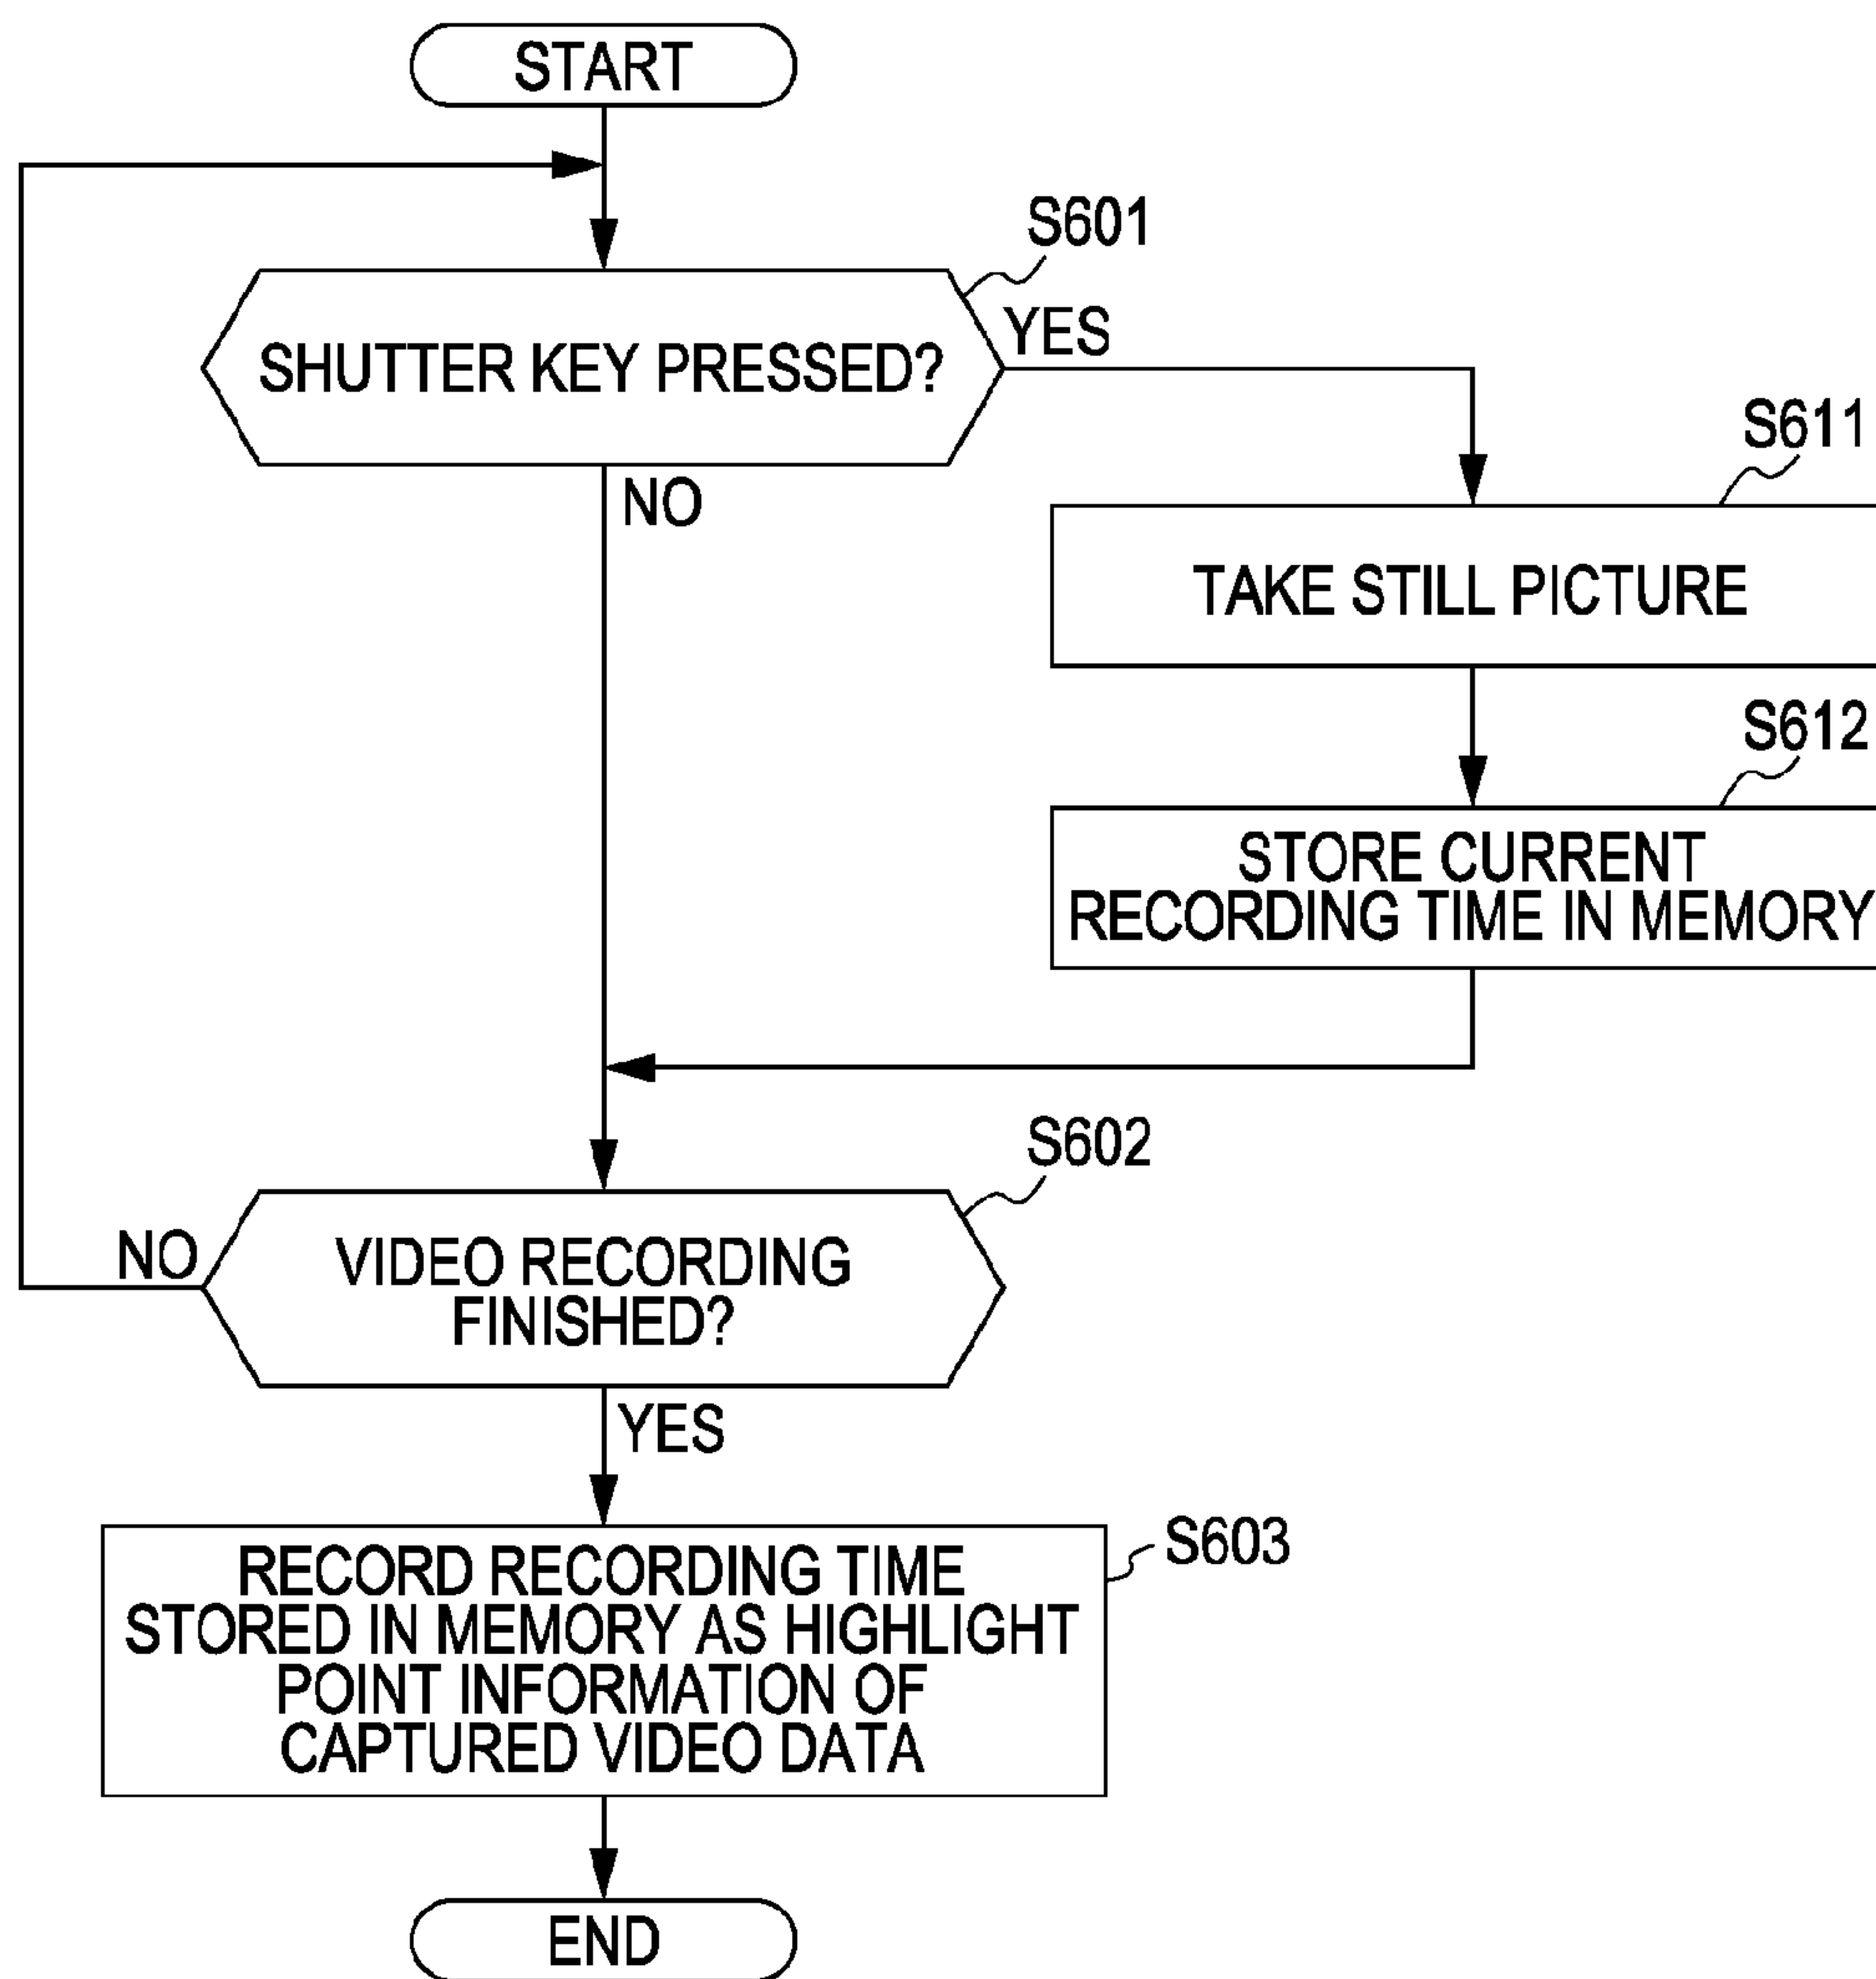 START
S601
SHUTTER KEY PRESSED?
YES
NO
S611
TAKE STILL PICTURE
S612
STORE CURRENT
RECORDING TIME IN MEMORY
S602
VIDEO RECORDING
FINISHED?
NO
YES
S603
RECORD RECORDING TIME
STORED IN MEMORY AS HIGHLIGHT
POINT INFORMATION OF
CAPTURED VIDEO DATA
END